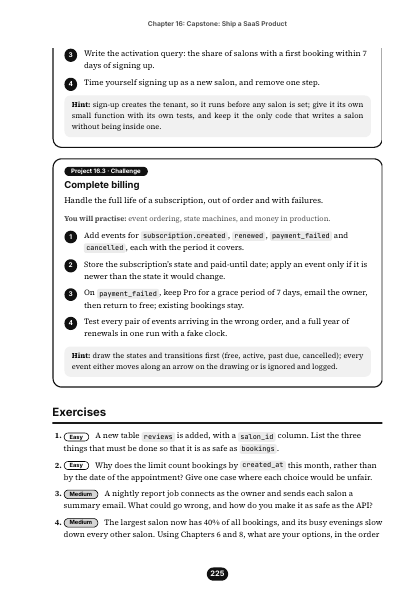 Chapter 16: Capstone: Ship a SaaS Product
3 Write the activation query: the share of salons with a first booking within 7
days of signing up.
4 Time yourself signing up as a new salon, and remove one step.
Hint: sign-up creates the tenant, so it runs before any salon is set; give it its own
small function with its own tests, and keep it the only code that writes a salon
without being inside one.
Project 16.3 · Challenge
Complete billing
Handle the full life of a subscription, out of order and with failures.
You will practise: event ordering, state machines, and money in production.
1 Add events for subscription.created, renewed, payment_failed and
cancelled, each with the period it covers.
2 Store the subscription's state and paid-until date; apply an event only if it is
newer than the state it would change.
3 On payment_failed, keep Pro for a grace period of 7 days, email the owner,
then return to free; existing bookings stay.
4 Test every pair of events arriving in the wrong order, and a full year of
renewals in one run with a fake clock.
Hint: draw the states and transitions first (free, active, past due, cancelled); every
event either moves along an arrow on the drawing or is ignored and logged.
Exercises
1. Easy A new table reviews is added, with a salon_id column. List the three
things that must be done so that it is as safe as bookings.
2. Easy Why does the limit count bookings by created_at this month, rather than
by the date of the appointment? Give one case where each choice would be unfair.
3. Medium A nightly report job connects as the owner and sends each salon a
summary email. What could go wrong, and how do you make it as safe as the API?
4. Medium The largest salon now has 40% of all bookings, and its busy evenings slow
down every other salon. Using Chapters 6 and 8, what are your options, in the order
225